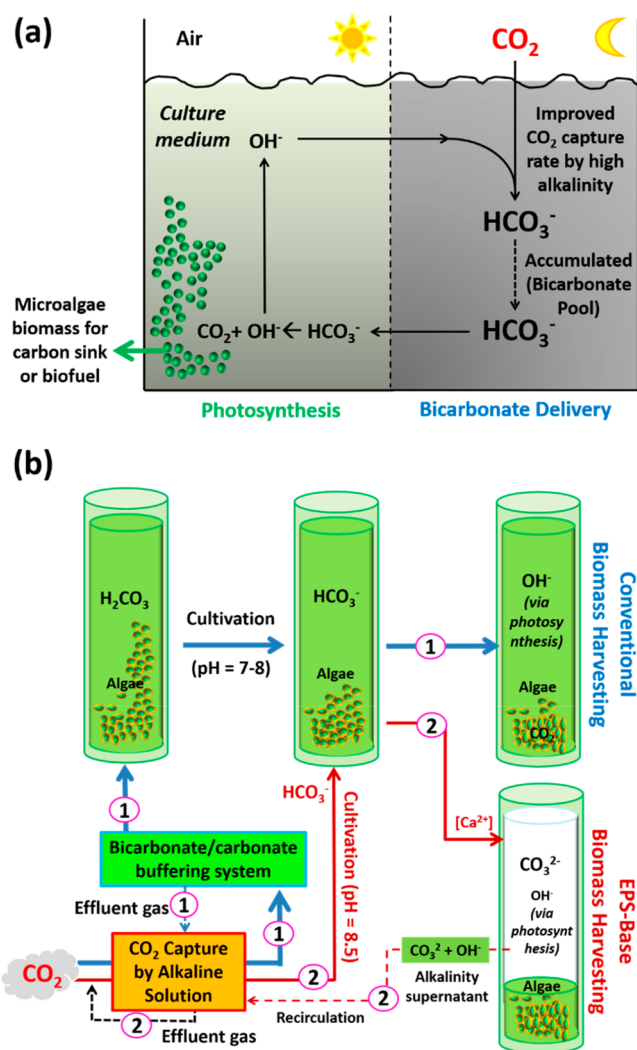 (a)
Air
CO₂
Culture
medium
OH⁻
Improved
CO₂ capture
rate by high
alkalinity
HCO₃⁻
Accumulated
(Bicarbonate
Pool)
Microalgae
biomass for
carbon sink
or biofuel
CO₂+ OH⁻ ← HCO₃⁻
HCO₃⁻
Photosynthesis
Bicarbonate Delivery
(b)
H₂CO₃
Algae
Cultivation
(pH = 7-8)
HCO₃⁻
Algae
1
2
OH⁻
(via
photosy
nthesis)
Algae
CO₂
Conventional
Biomass Harvesting
1
HCO₃⁻
Cultivation (pH = 8.5)
[Ca²⁺]
Bicarbonate/carbonate
buffering system
Effluent gas
1
1
CO₂
CO₂ Capture
by Alkaline
Solution
2
2
Effluent gas
CO₃² + OH⁻
Alkalinity
supernatant
2
Recirculation
CO₃²⁻
OH⁻
(via
photosynt
hesis)
Algae
EPS-Base
Biomass Harvesting